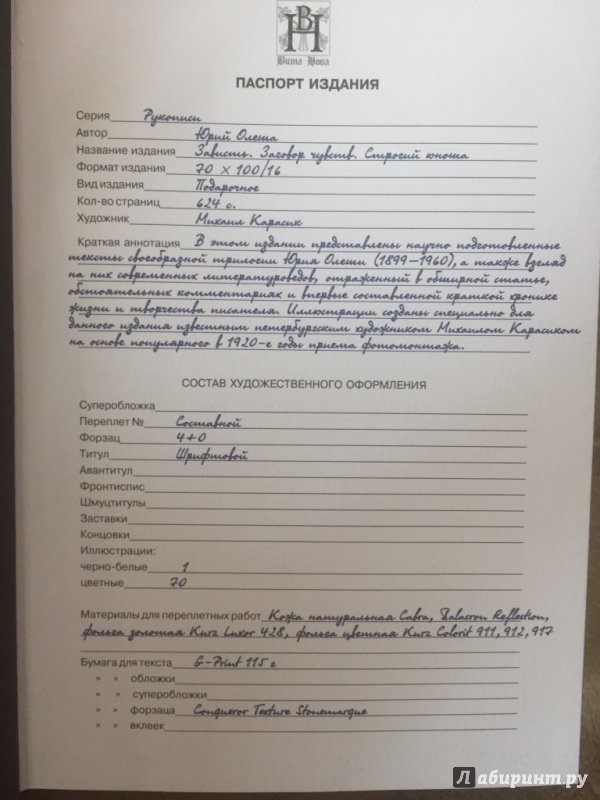 ВН
Вита Нова
ПАСПОРТ ИЗДАНИЯ
Серия Рукописи
Автор Юрий Олеша
Название издания Зависть. Заговор чувств. Строгий юноша
Формат издания 70 × 100/16
Вид издания Подарочное
Кол-во страниц 624 с.
Художник Михаил Карасик
Краткая аннотация В этом издании представлены научно подготовленные
тексты своеобразной трилогии Юрия Олеши (1899–1960), а также взгляд
на них современных литературоведов, отраженный в обширной статье,
обстоятельных комментариях и впервые составленной краткой хронике
жизни и творчества писателя. Иллюстрации созданы специально для
данного издания известным петербургским художником Михаилом Карасиком
на основе популярного в 1920-е годы приема фотомонтажа.
СОСТАВ ХУДОЖЕСТВЕННОГО ОФОРМЛЕНИЯ
Суперобложка
Переплет № Составной
Форзац 4+0
Титул Шрифтовой
Авантитул
Фронтиспис
Шмуцтитулы
Заставки
Концовки
Иллюстрации:
черно-белые 1
цветные 70
Материалы для переплетных работ Кожа натуральная Cabra, Balacron Reflection,
фольга золотая Kurz Luxor 428, фольга цветная Kurz Colorit 911, 912, 917
Бумага для текста G-Print 115 г
» » обложки
» » суперобложки
» » форзаца Conqueror Texture Stonemarque
» » вклеек
Лабиринт.ру